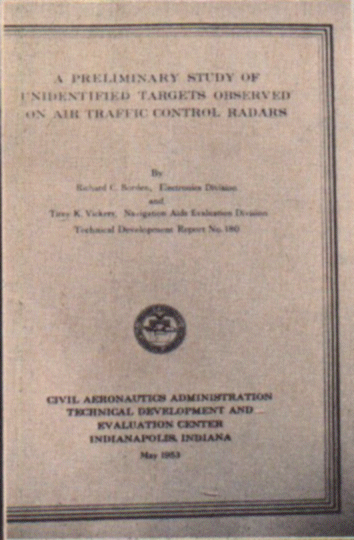 A PRELIMINARY STUDY OF
UNIDENTIFIED TARGETS OBSERVED
ON AIR TRAFFIC CONTROL RADARS
By
Richard C. Borden, Electronics Division
and
Tirey K. Vickers, Navigation Aids Evaluation Division
Technical Development Report No. 180
CIVIL AERONAUTICS ADMINISTRATION
TECHNICAL DEVELOPMENT AND
EVALUATION CENTER
INDIANAPOLIS, INDIANA
May 1953